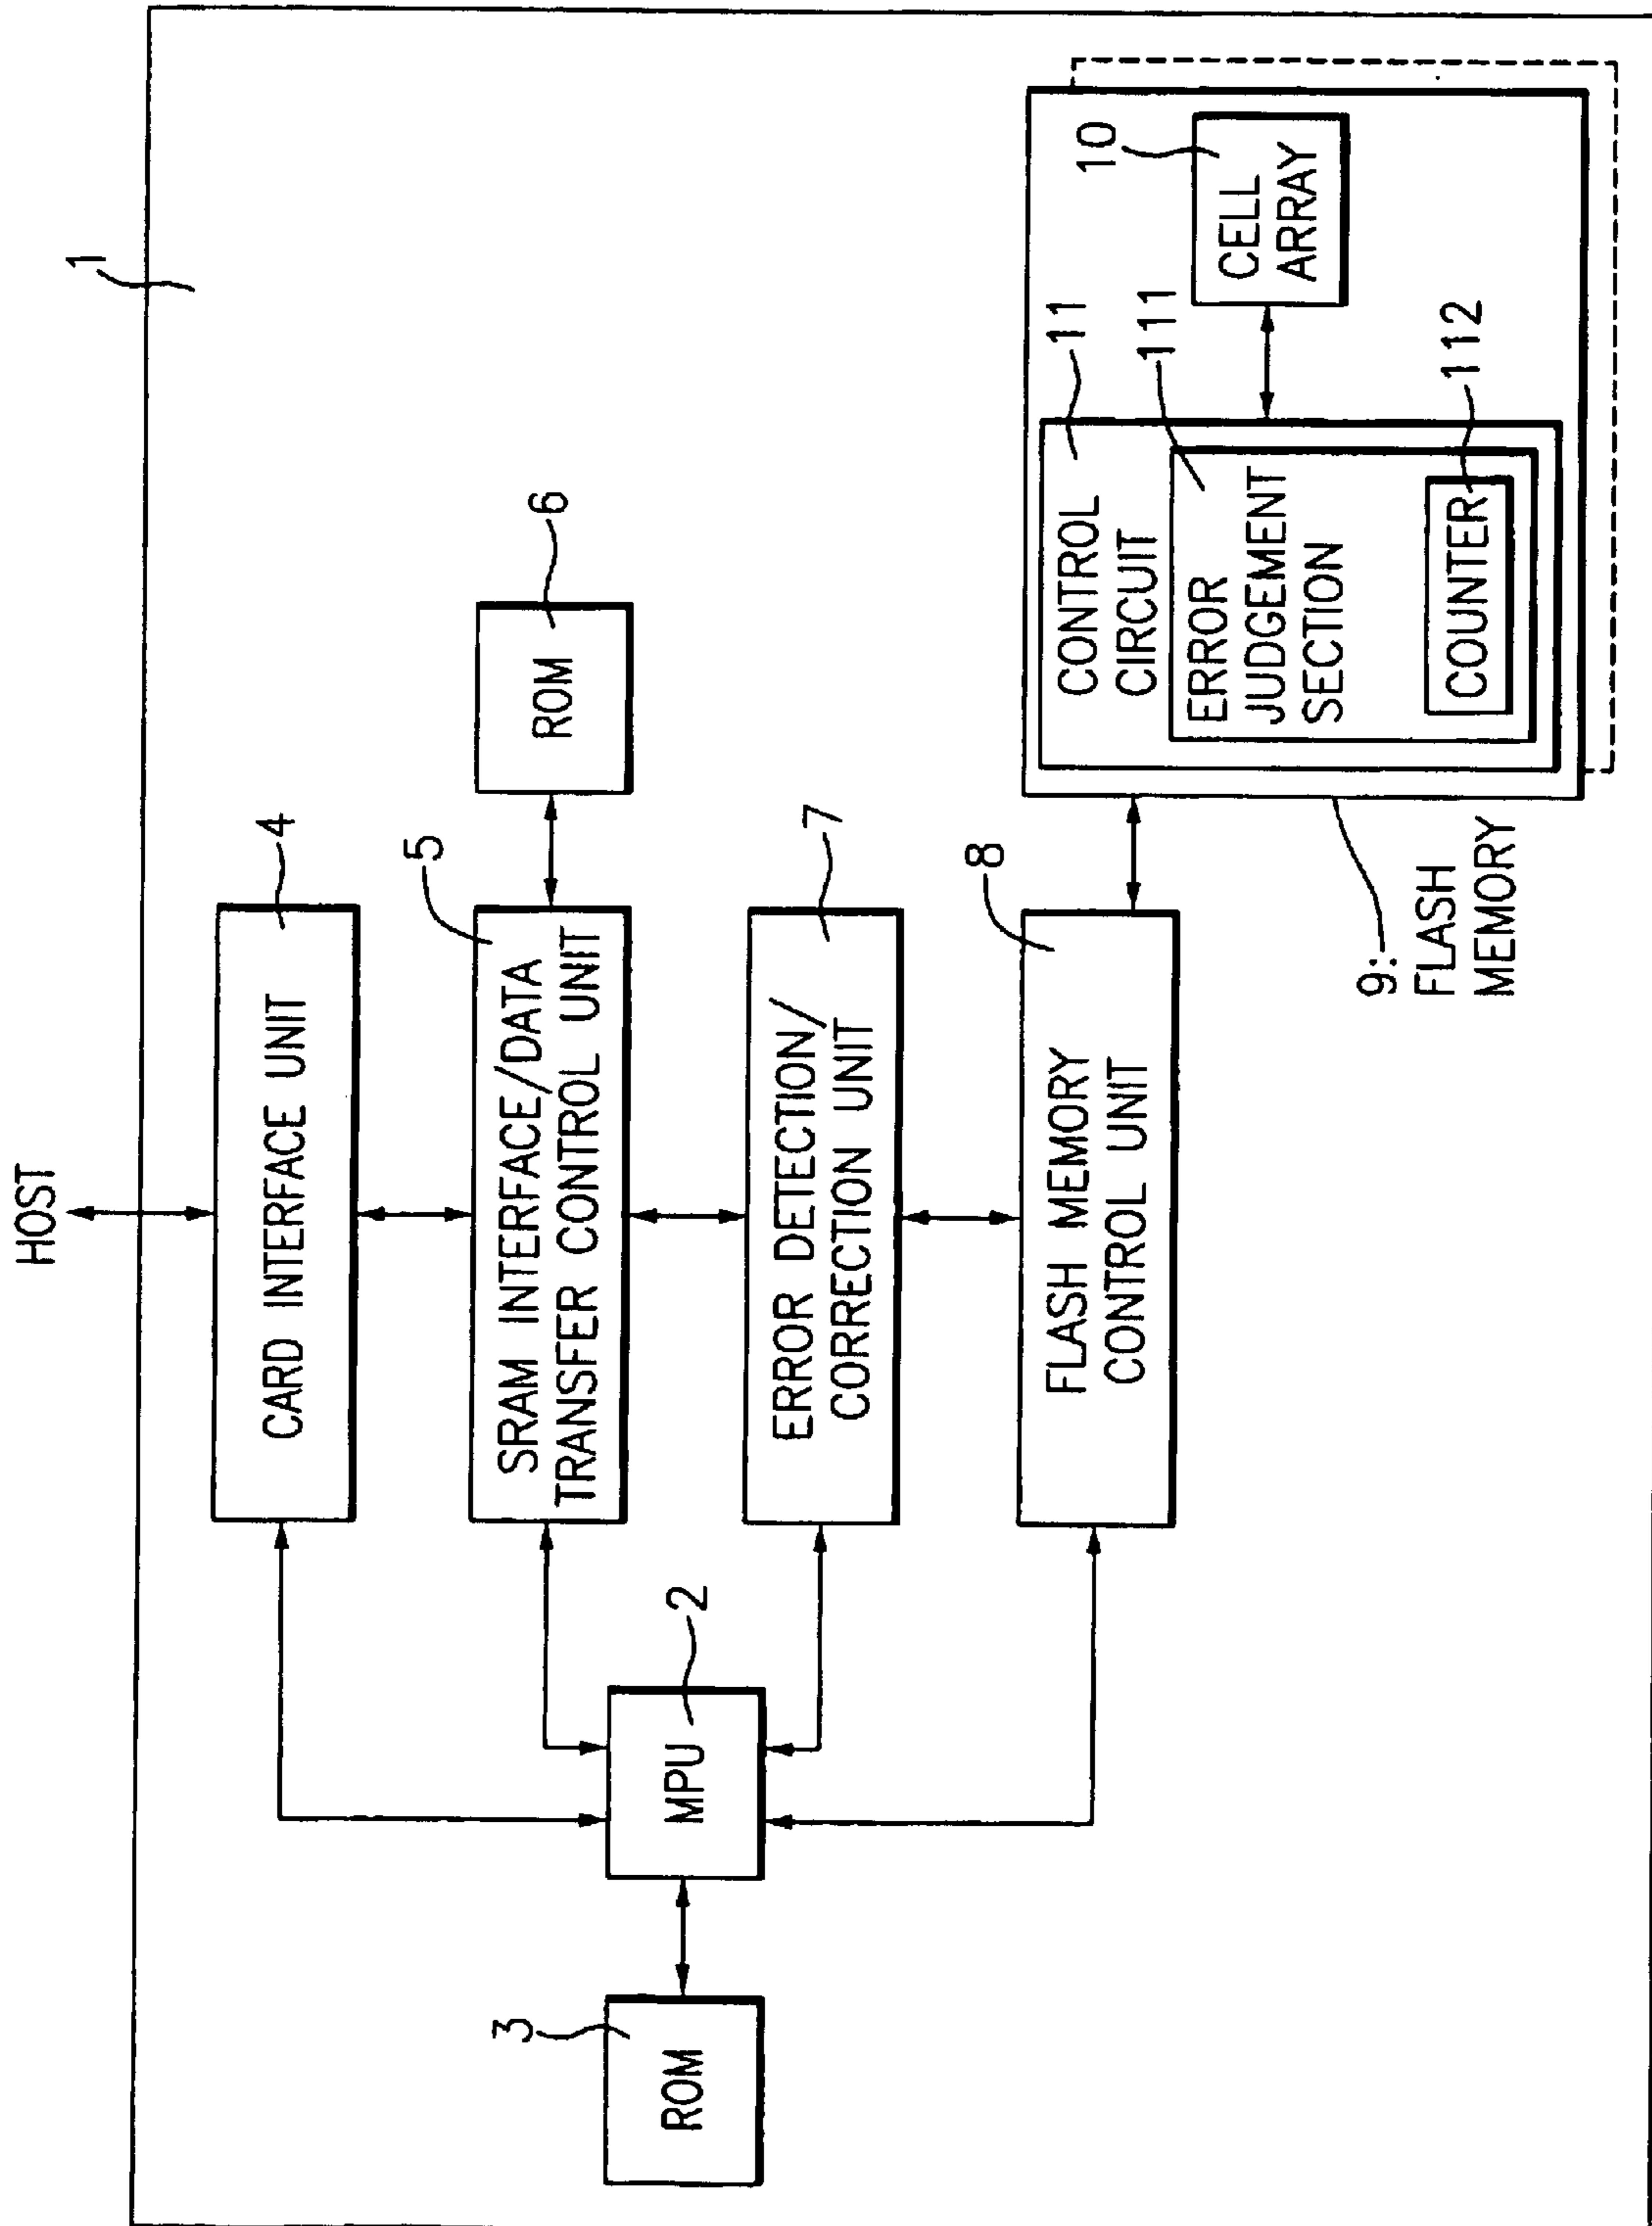 HOST
1
CARD INTERFACE UNIT
4
SRAM INTERFACE/DATA
TRANSFER CONTROL UNIT
5
ROM
6
ERROR DETECTION/
CORRECTION UNIT
7
FLASH MEMORY
CONTROL UNIT
8
MPU
2
ROM
3
9:
FLASH
MEMORY
CONTROL
CIRCUIT
11
ERROR
JUDGEMENT
SECTION
111
COUNTER
112
CELL
ARRAY
10